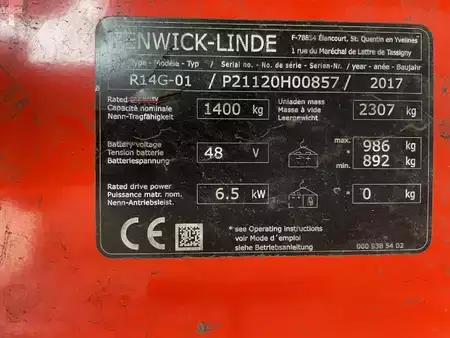 FENWICK-LINDE
F-78854 Élancourt, St. Quentin en Yvelines
1 rue du Maréchal de Lattre de Tassigny
Type - Modèle - Typ / Serial no. - No de série - Serien-Nr. / year - année - Baujahr
R14G-01 / P21120H00857 / 2017
Rated capacity
Capacité nominale 1400 kg
Nenn-Tragfähigkeit
Unladen mass
Masse à vide 2307 kg
Leergewicht
Battery voltage
Tension batterie 48 V
Batteriespannung
max. 986 kg
*
min. 892 kg
Rated drive power
Puissance mot. nom. 6.5 kW
Nenn-Antriebsleist.
* 0 kg
CE
* see Operating instructions
voir Mode d'emploi
siehe Betriebsanleitung
000 938 54 02